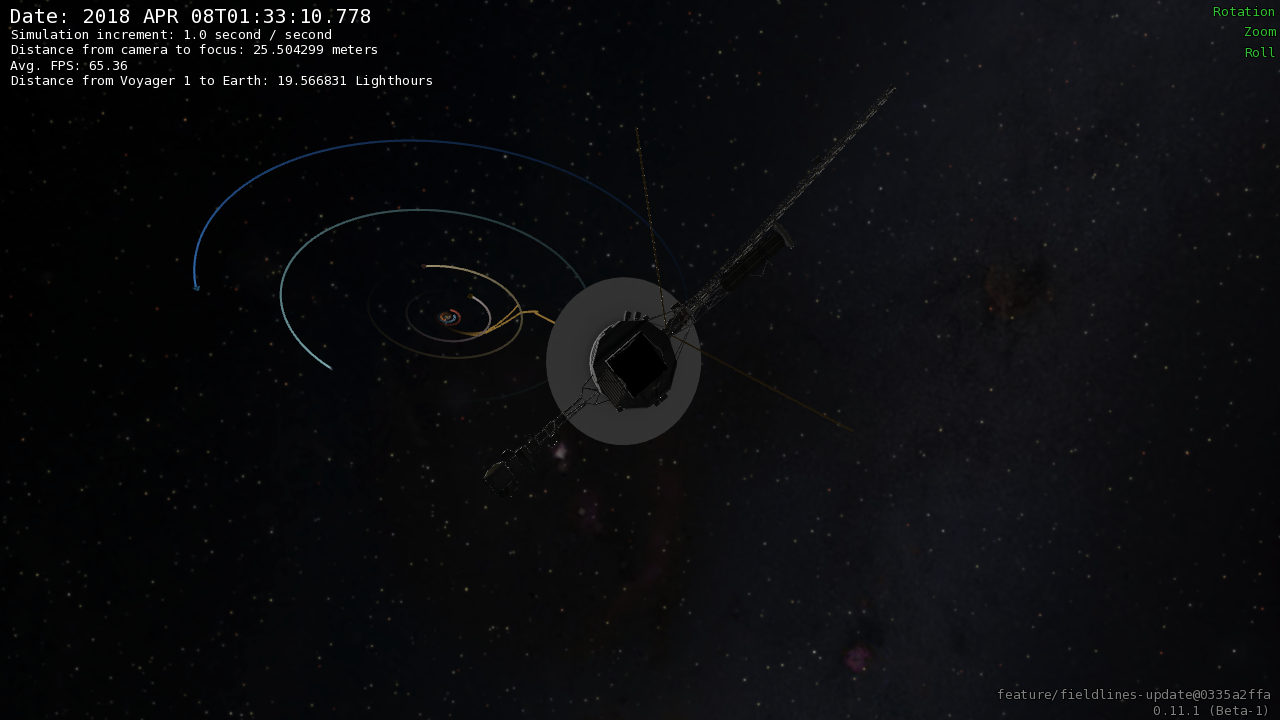 Date: 2018 APR 08T01:33:10.778
Simulation increment: 1.0 second / second
Distance from camera to focus: 25.504299 meters
Avg. FPS: 65.36
Distance from Voyager 1 to Earth: 19.566831 Lighthours
Rotation
Zoom
Roll
feature/fieldlines-update@0335a2ffa
0.11.1 (Beta-1)